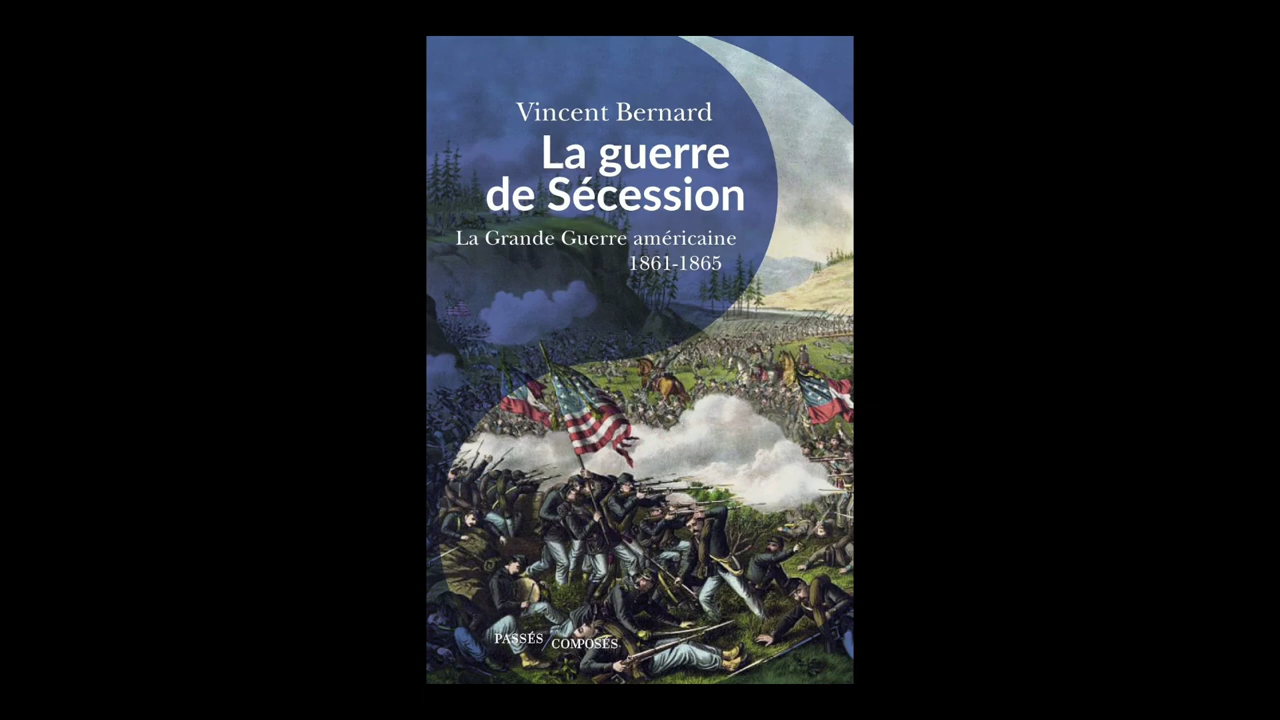 Vincent Bernard
La guerre
de Sécession
La Grande Guerre américaine
1861-1865
PASSÉS / COMPOSÉS